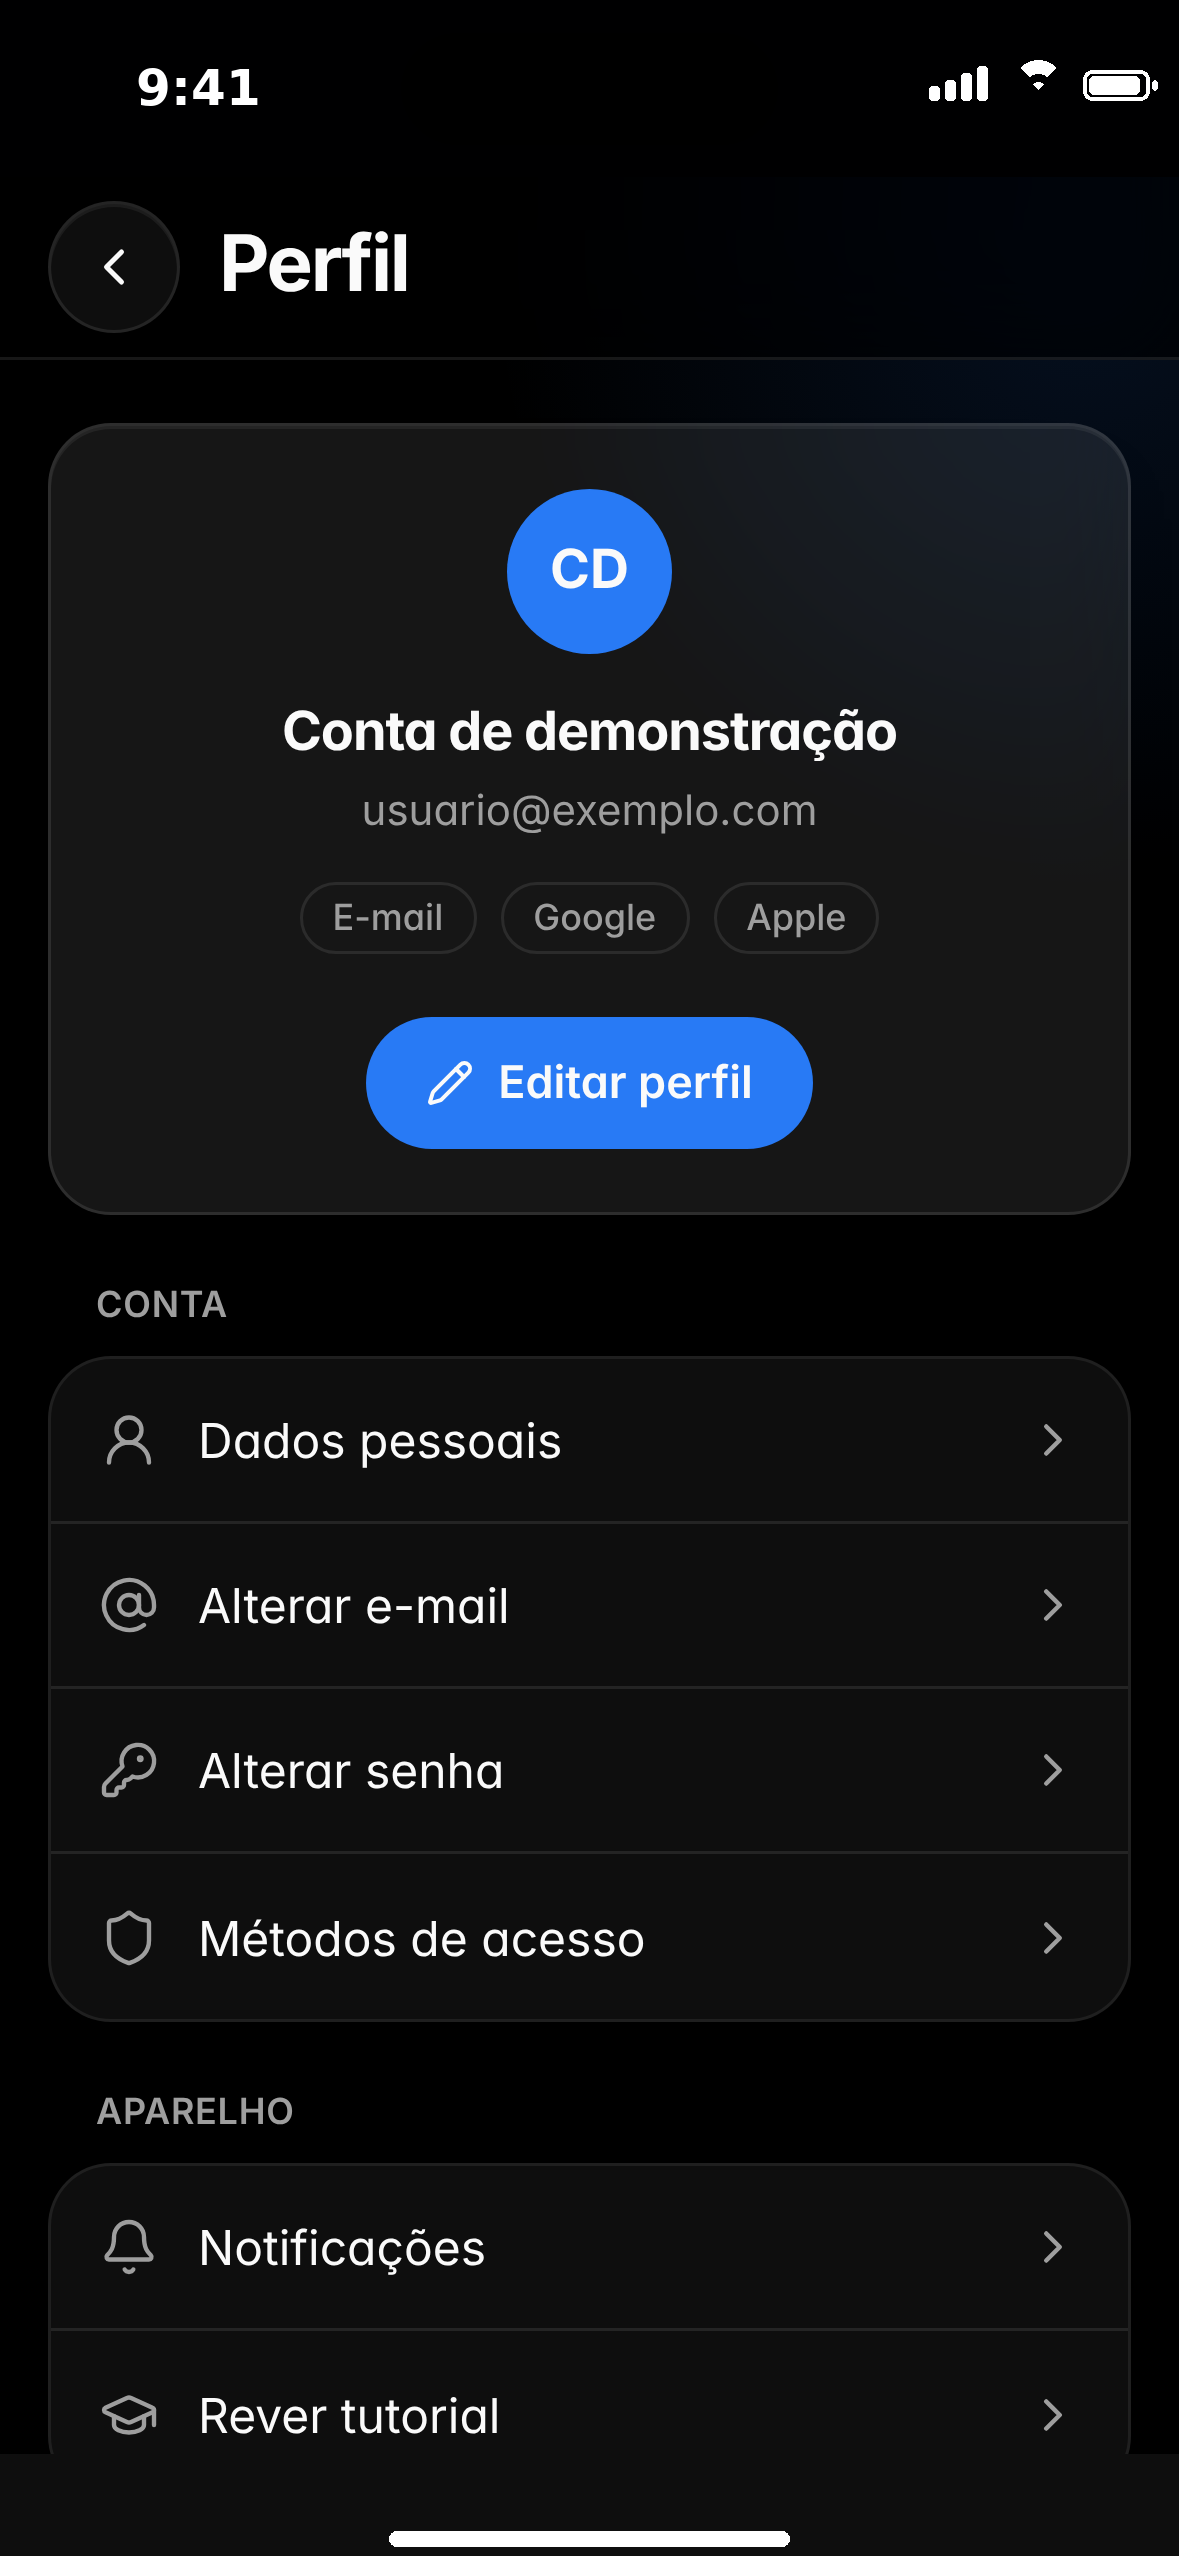 9:41
Perfil
CD
Conta de demonstração
usuario@exemplo.com
E-mail
Google
Apple
Editar perfil
CONTA
Dados pessoais
Alterar e-mail
Alterar senha
Métodos de acesso
APARELHO
Notificações
Rever tutorial